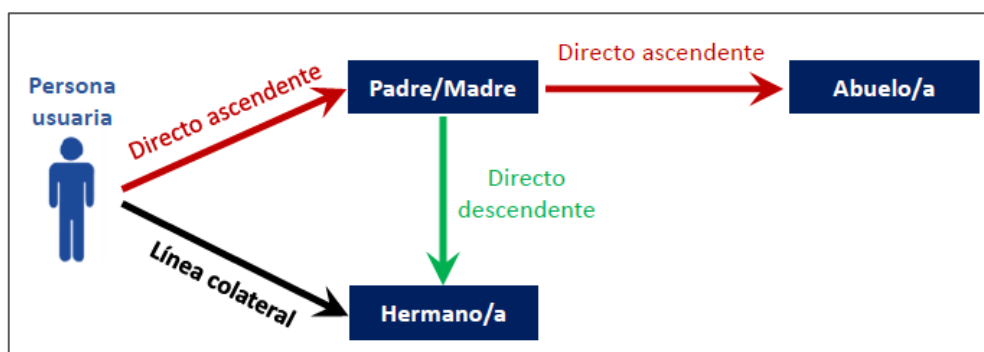 Persona
usuaria
Directo ascendente
Padre/Madre
Directo ascendente
Abuelo/a
Directo
descendente
Línea colateral
Hermano/a